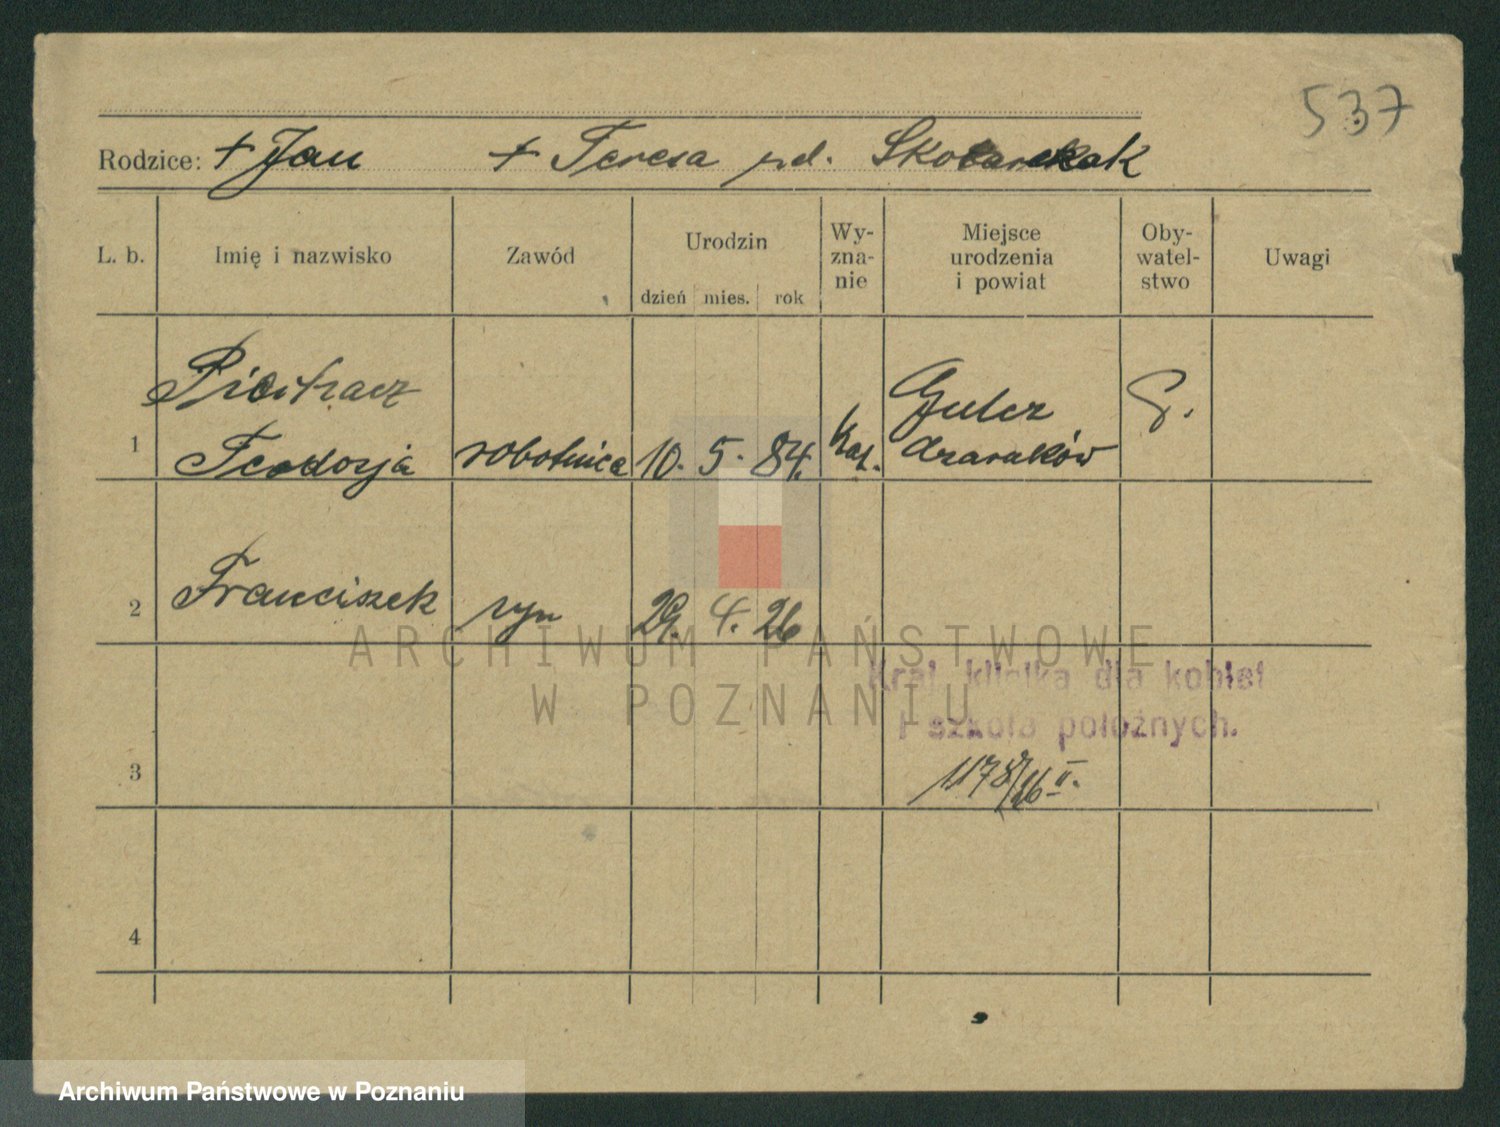 537
Rodzice: + Jan + Teresa rd.
L. b. Imię i nazwisko Zawód Urodzin dzień mies. rok Wy-zna-nie Miejsce urodzenia i powiat Oby-watel-stwo Uwagi
Gulcz P.
1 Teodozja robotnica 10. 5. 84. kat.
2 Franciszek syn 29. 4. 26
ARCHIWUM PAŃSTWOWE
W POZNANIU
Kraj. klinika dla kobiet
i szkoła położnych.
3
4
Archiwum Państwowe w Poznaniu